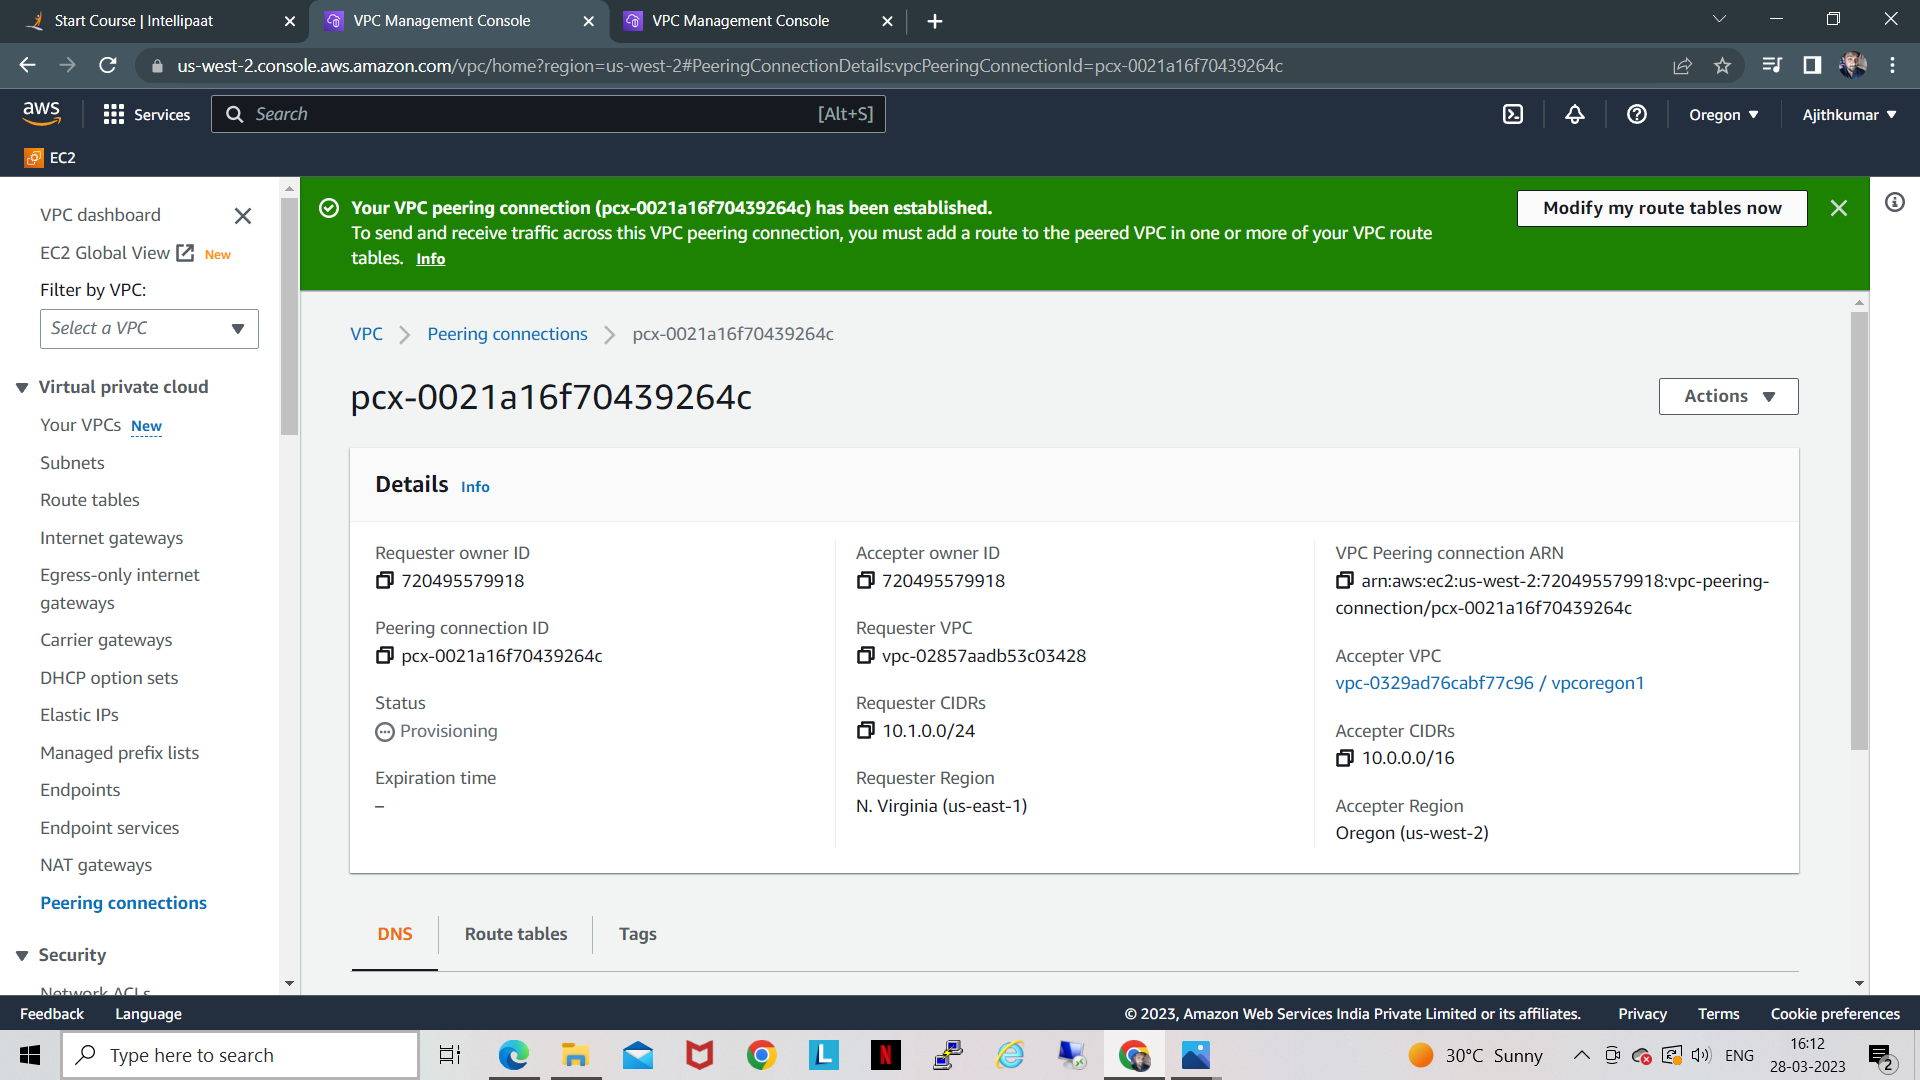 Start Course | Intellipaat
VPC Management Console
VPC Management Console
us-west-2.console.aws.amazon.com/vpc/home?region=us-west-2#PeeringConnectionDetails:vpcPeeringConnectionId=pcx-0021a16f70439264c
aws
Services
Search
[Alt+S]
Oregon
Ajithkumar
EC2
VPC dashboard
EC2 Global View New
Filter by VPC:
Select a VPC
Virtual private cloud
Your VPCs New
Subnets
Route tables
Internet gateways
Egress-only internet
gateways
Carrier gateways
DHCP option sets
Elastic IPs
Managed prefix lists
Endpoints
Endpoint services
NAT gateways
Peering connections
Security
Network ACLs
Your VPC peering connection (pcx-0021a16f70439264c) has been established.
To send and receive traffic across this VPC peering connection, you must add a route to the peered VPC in one or more of your VPC route
tables. Info
Modify my route tables now
VPC
Peering connections
pcx-0021a16f70439264c
pcx-0021a16f70439264c
Actions
Details Info
Requester owner ID
720495579918
Peering connection ID
pcx-0021a16f70439264c
Status
Provisioning
Expiration time
–
Accepter owner ID
720495579918
Requester VPC
vpc-02857aadb53c03428
Requester CIDRs
10.1.0.0/24
Requester Region
N. Virginia (us-east-1)
VPC Peering connection ARN
arn:aws:ec2:us-west-2:720495579918:vpc-peering-
connection/pcx-0021a16f70439264c
Accepter VPC
vpc-0329ad76cabf77c96 / vpcoregon1
Accepter CIDRs
10.0.0.0/16
Accepter Region
Oregon (us-west-2)
DNS
Route tables
Tags
Feedback
Language
© 2023, Amazon Web Services India Private Limited or its affiliates.
Privacy
Terms
Cookie preferences
Type here to search
L
N
30°C Sunny
ENG
16:12
28-03-2023
2